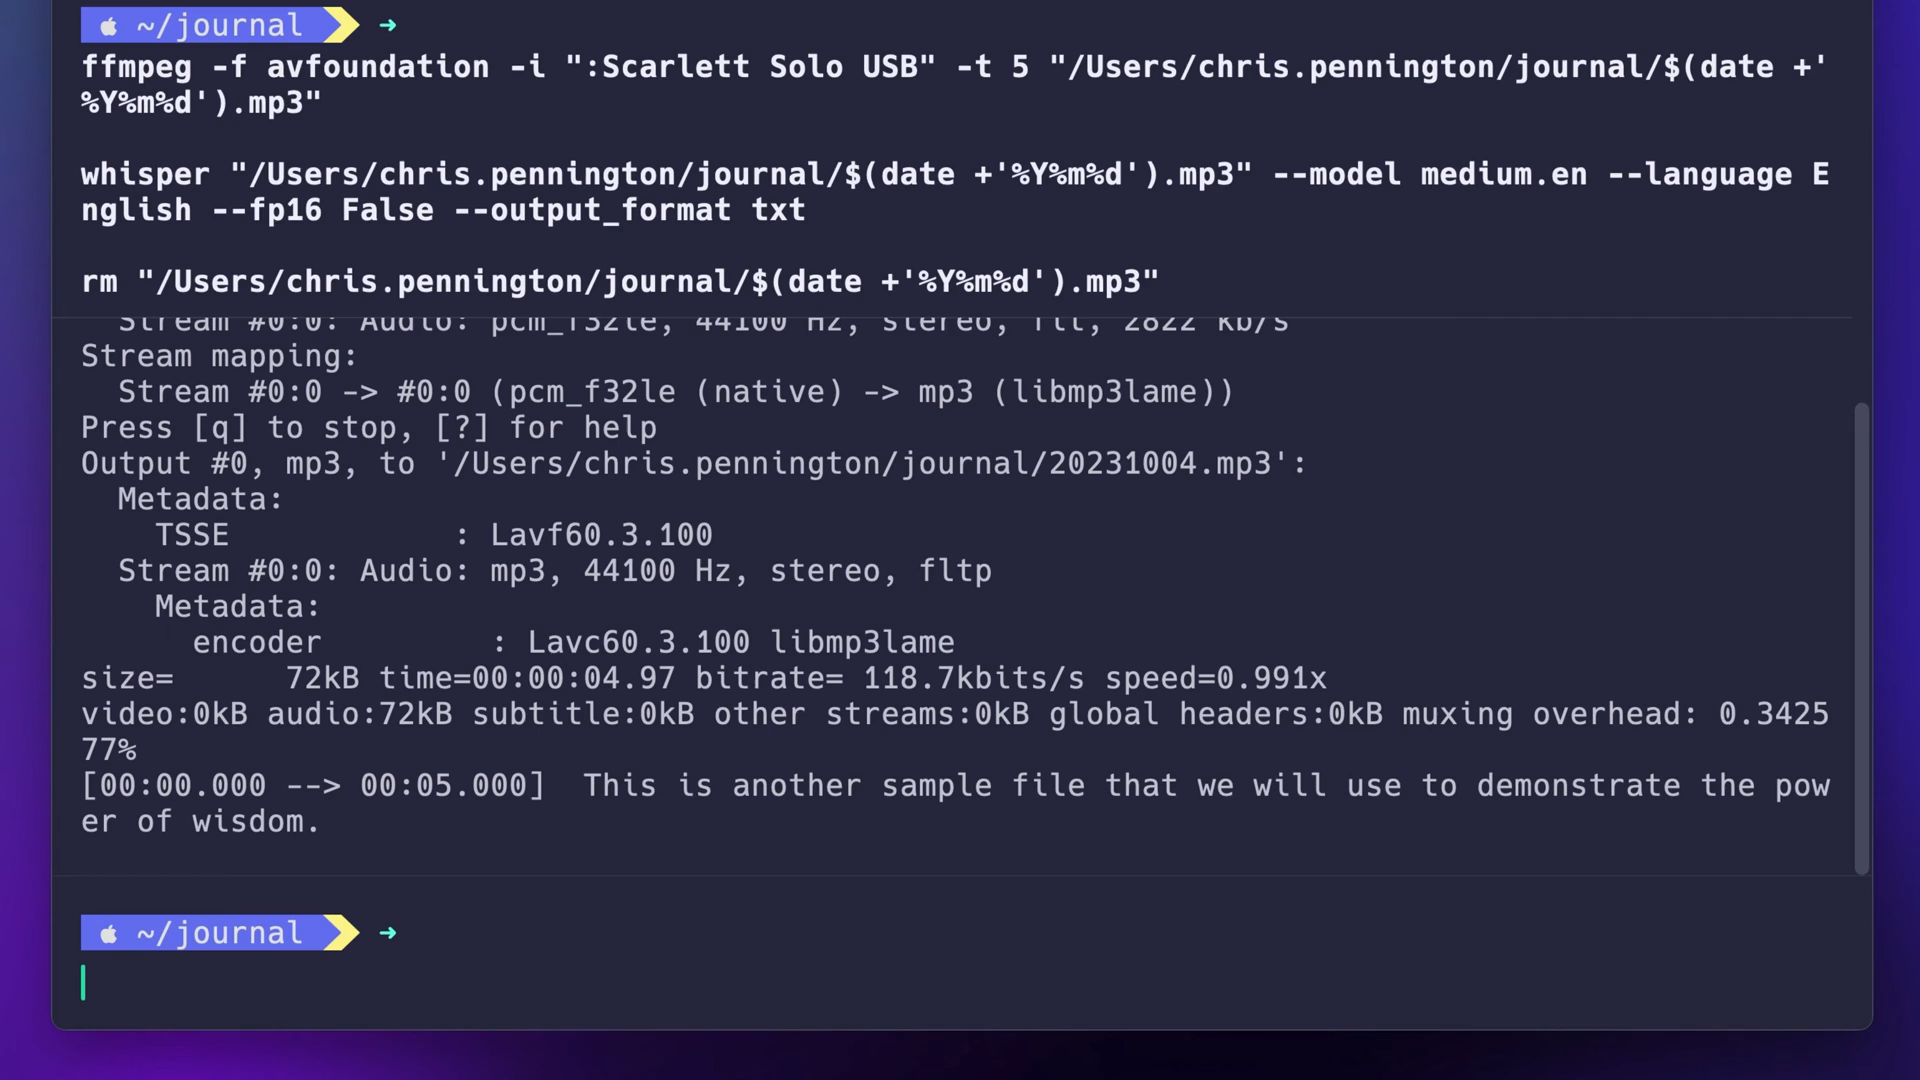 ~/journal ➜
ffmpeg -f avfoundation -i ":Scarlett Solo USB" -t 5 "/Users/chris.pennington/journal/$(date +'
%Y%m%d').mp3"
whisper "/Users/chris.pennington/journal/$(date +'%Y%m%d').mp3" --model medium.en --language E
nglish --fp16 False --output_format txt
rm "/Users/chris.pennington/journal/$(date +'%Y%m%d').mp3"
Stream #0:0: Audio: pcm_f32le, 44100 Hz, stereo, flt, 2822 kb/s
Stream mapping:
Stream #0:0 -> #0:0 (pcm_f32le (native) -> mp3 (libmp3lame))
Press [q] to stop, [?] for help
Output #0, mp3, to '/Users/chris.pennington/journal/20231004.mp3':
Metadata:
TSSE : Lavf60.3.100
Stream #0:0: Audio: mp3, 44100 Hz, stereo, fltp
Metadata:
encoder : Lavc60.3.100 libmp3lame
size= 72kB time=00:00:04.97 bitrate= 118.7kbits/s speed=0.991x
video:0kB audio:72kB subtitle:0kB other streams:0kB global headers:0kB muxing overhead: 0.3425
77%
[00:00.000 --> 00:05.000] This is another sample file that we will use to demonstrate the pow
er of wisdom.
~/journal ➜